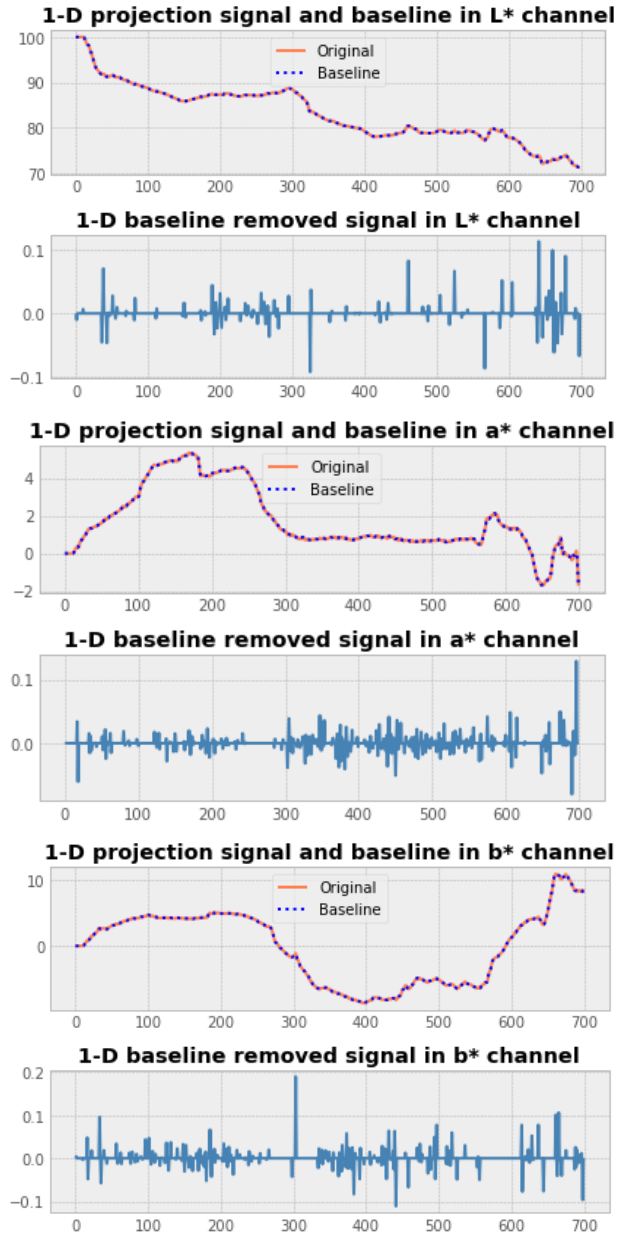 1-D projection signal and baseline in L* channel
100
90
80
70
Original
Baseline
0 100 200 300 400 500 600 700
1-D baseline removed signal in L* channel
0.1
0.0
−0.1
0 100 200 300 400 500 600 700
1-D projection signal and baseline in a* channel
4
2
0
−2
Original
Baseline
0 100 200 300 400 500 600 700
1-D baseline removed signal in a* channel
0.1
0.0
0 100 200 300 400 500 600 700
1-D projection signal and baseline in b* channel
10
0
Original
Baseline
0 100 200 300 400 500 600 700
1-D baseline removed signal in b* channel
0.2
0.1
0.0
−0.1
0 100 200 300 400 500 600 700